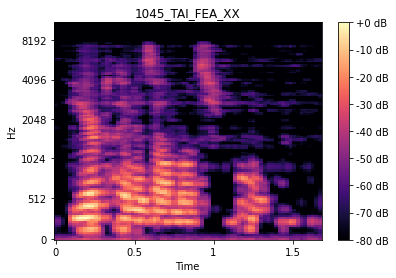 1045_TAI_FEA_XX
Hz
8192
4096
2048
1024
512
0
0
0.5
1
1.5
Time
+0 dB
-10 dB
-20 dB
-30 dB
-40 dB
-50 dB
-60 dB
-70 dB
-80 dB